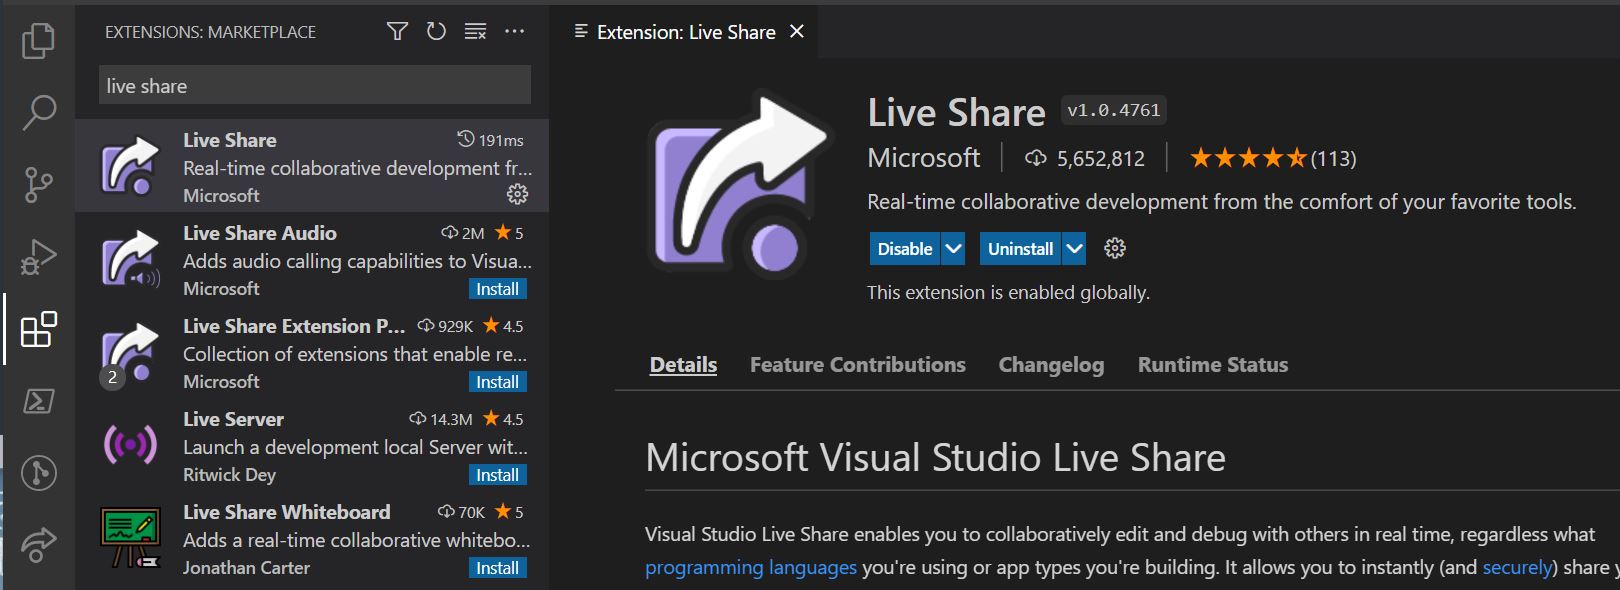 EXTENSIONS: MARKETPLACE
live share
Live Share 191ms
Real-time collaborative development fr...
Microsoft
Live Share Audio 2M 5
Adds audio calling capabilities to Visua...
Microsoft Install
Live Share Extension P... 929K 4.5
Collection of extensions that enable re...
2 Microsoft Install
Live Server 14.3M 4.5
Launch a development local Server wit...
Ritwick Dey Install
Live Share Whiteboard 70K 5
Adds a real-time collaborative whitebo...
Jonathan Carter Install
Extension: Live Share
Live Share v1.0.4761
Microsoft 5,652,812 (113)
Real-time collaborative development from the comfort of your favorite tools.
Disable Uninstall
This extension is enabled globally.
Details Feature Contributions Changelog Runtime Status
Microsoft Visual Studio Live Share
Visual Studio Live Share enables you to collaboratively edit and debug with others in real time, regardless what
programming languages you're using or app types you're building. It allows you to instantly (and securely) share